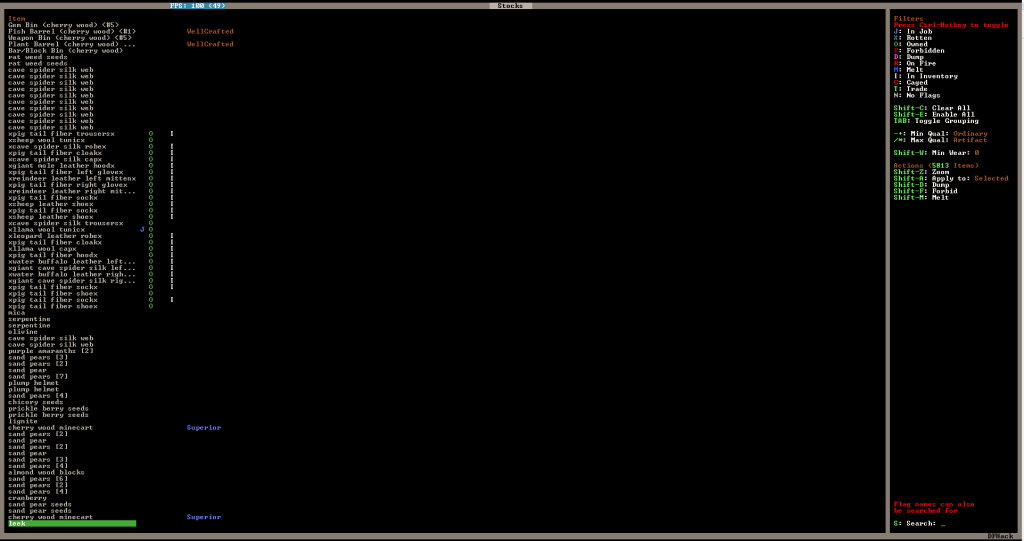 FPS: 100 (49)
Stocks
Item
Gem Bin (cherry wood) <#5>
Fish Barrel (cherry wood) <#1> WellCrafted
Weapon Bin (cherry wood) <#5>
Plant Barrel (cherry wood) ... WellCrafted
Bar/Block Bin (cherry wood)
rat weed seeds
rat weed seeds
cave spider silk web
cave spider silk web
cave spider silk web
cave spider silk web
cave spider silk web
cave spider silk web
cave spider silk web
cave spider silk web
cave spider silk web
cave spider silk web
xpig tail fiber trousersx O I
xsheep wool tunicx O
xcave spider silk robex O I
xpig tail fiber cloakx O I
xcave spider silk capx O I
xgiant mole leather hoodx O I
xpig tail fiber left glovex O I
xreindeer leather left mittenx O I
xpig tail fiber right glovex O I
xreindeer leather right mit... O I
xpig tail fiber sockx O I
xsheep leather shoex O I
xpig tail fiber sockx O I
xsheep leather shoex O I
xcave spider silk trousersx O
xllama wool tunicx J O
xleopard leather robex O I
xpig tail fiber cloakx O I
xllama wool capx O I
xpig tail fiber hoodx O I
xwater buffalo leather left... O I
xgiant cave spider silk lef... O I
xwater buffalo leather righ... O I
xgiant cave spider silk rig... O I
xpig tail fiber sockx O I
xpig tail fiber shoex O
xpig tail fiber sockx O I
xpig tail fiber shoex O
mica
serpentine
serpentine
olivine
cave spider silk web
cave spider silk web
purple amaranths [2]
sand pears [3]
sand pears [2]
sand pear
sand pears [7]
plump helmet
plump helmet
sand pears [4]
chicory seeds
prickle berry seeds
prickle berry seeds
lignite
cherry wood minecart Superior
sand pears [2]
sand pear
sand pears [2]
sand pear
sand pears [3]
sand pears [4]
almond wood blocks
sand pears [6]
sand pears [2]
sand pears [4]
cranberry
sand pear seeds
sand pear seeds
cherry wood minecart Superior
leek
Filters
Press Ctrl-Hotkey to toggle
J: In Job
X: Rotten
O: Owned
F: Forbidden
D: Dump
R: On Fire
M: Melt
I: In Inventory
C: Caged
T: Trade
N: No Flags
Shift-C: Clear All
Shift-E: Enable All
TAB: Toggle Grouping
-+: Min Qual: Ordinary
/*: Max Qual: Artifact
Shift-W: Min Wear: 0
Actions (5813 Items)
Shift-Z: Zoom
Shift-A: Apply to: Selected
Shift-D: Dump
Shift-F: Forbid
Shift-M: Melt
Flag names can also
be searched for
S: Search: _
DFHack